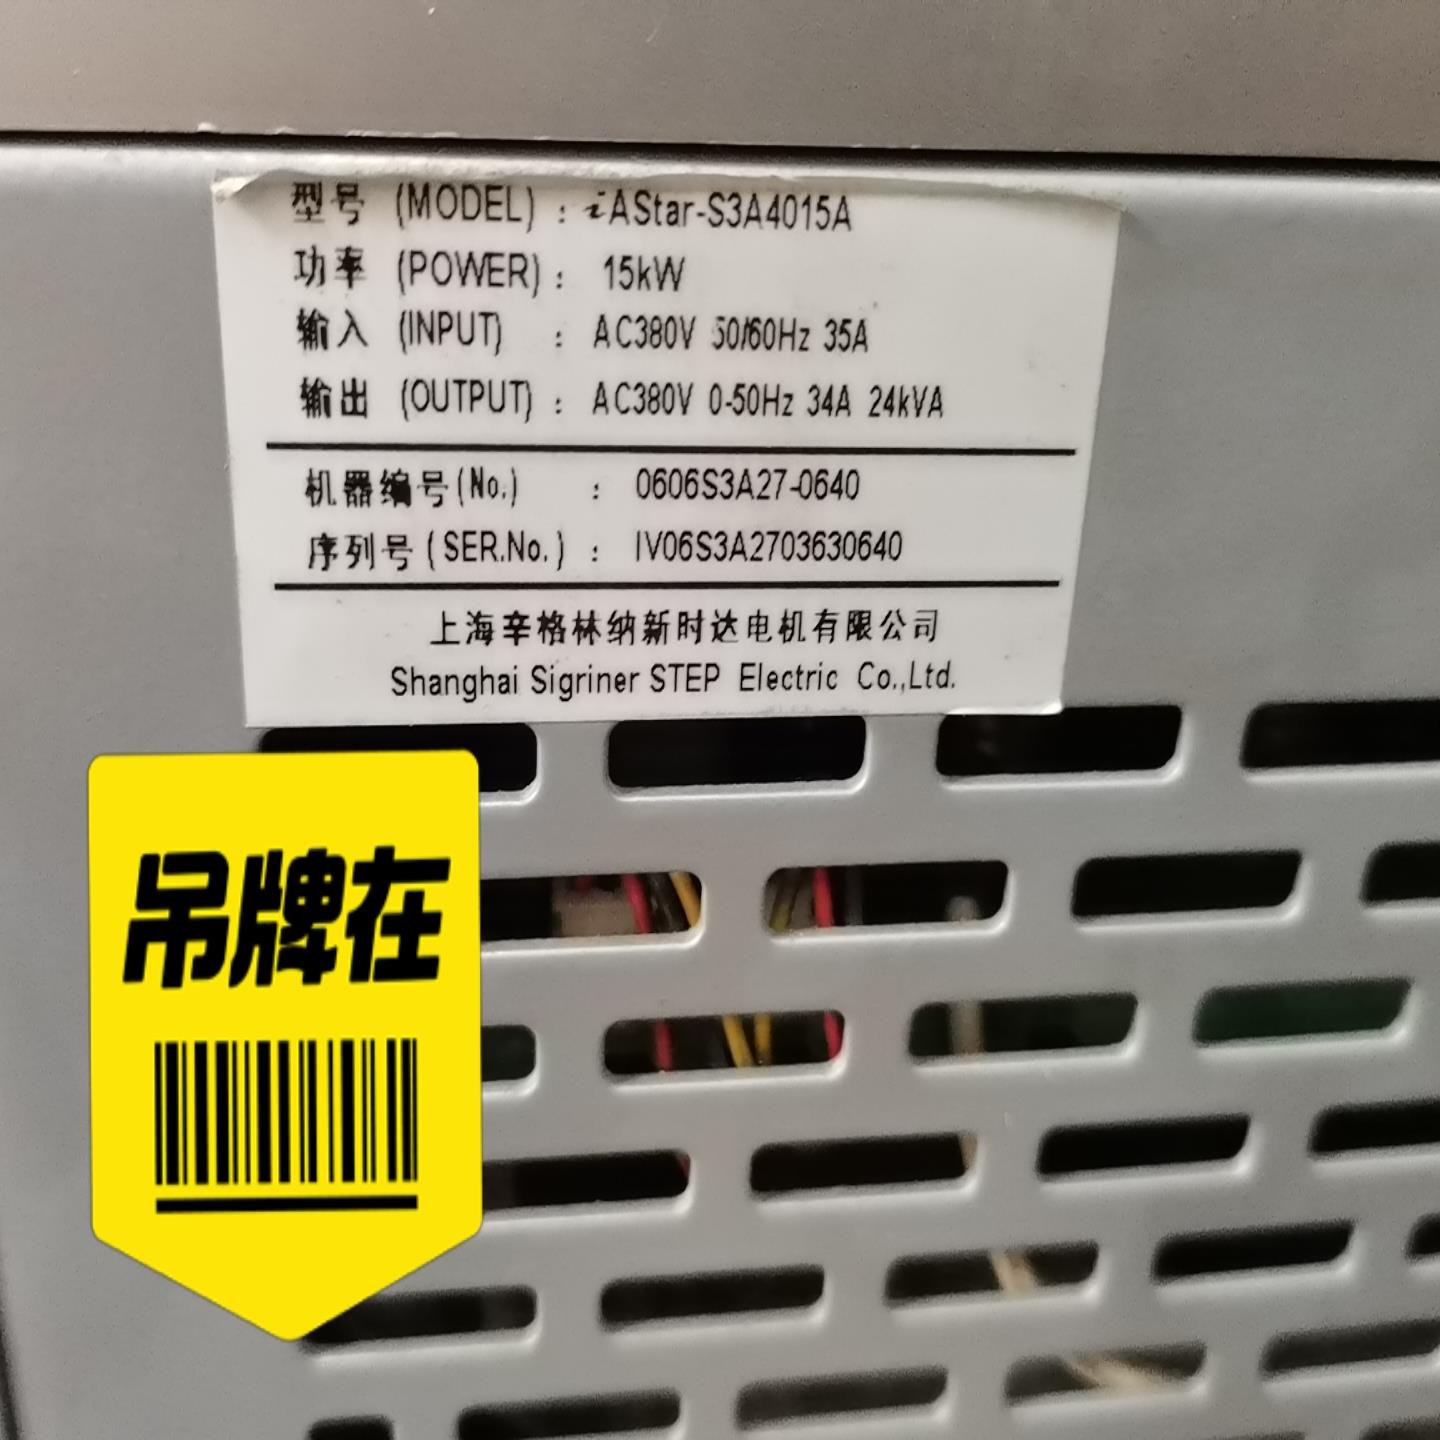 型号 (MODEL) : iAStar-S3A4015A
功率 (POWER) : 15kW
输入 (INPUT) : AC380V 50/60Hz 35A
输出 (OUTPUT) : AC380V 0-50Hz 34A 24kVA
机器编号(No.) : 0606S3A27-0640
序列号(SER.No.) : IV06S3A2703630640
上海辛格林纳新时达电机有限公司
Shanghai Sigriner STEP Electric Co.,Ltd.
吊牌在